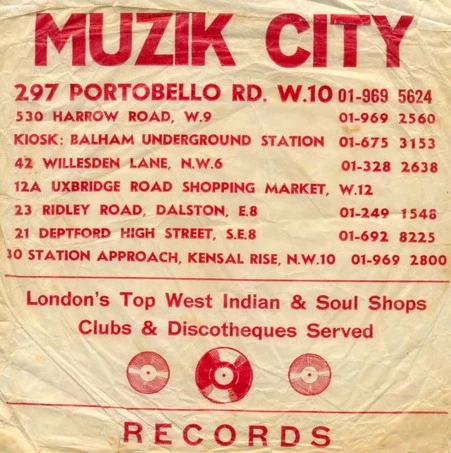 MUZIK CITY
297 PORTOBELLO RD. W.10 01-969 5624
530 HARROW ROAD, W.9 01-969 2560
KIOSK: BALHAM UNDERGROUND STATION 01-675 3153
42 WILLESDEN LANE, N.W.6 01-328 2638
12A UXBRIDGE ROAD SHOPPING MARKET, W.12
23 RIDLEY ROAD, DALSTON, E.8 01-249 1548
21 DEPTFORD HIGH STREET, S.E.8 01-692 8225
30 STATION APPROACH, KENSAL RISE, N.W.10 01-969 2800
London's Top West Indian & Soul Shops
Clubs & Discotheques Served
RECORDS